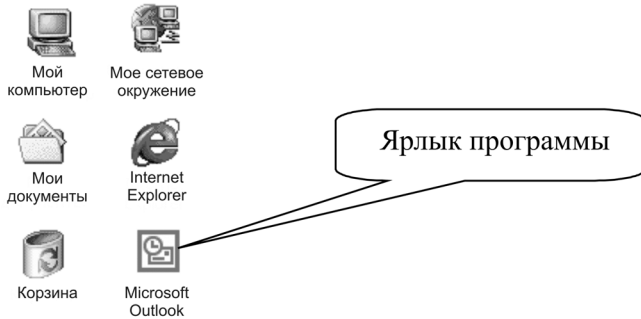 Мой
компьютер
Мое сетевое
окружение
Ярлык программы
Мои
документы
Internet
Explorer
Корзина
Microsoft
Outlook